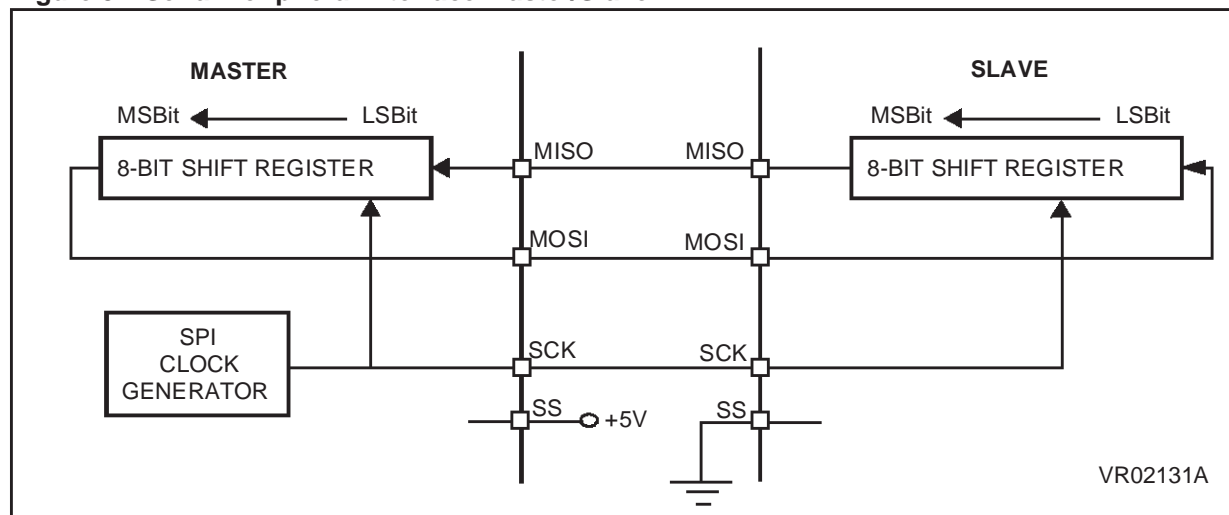 MASTER
SLAVE
MSBit
LSBit
MSBit
LSBit
8-BIT SHIFT REGISTER
MISO
MISO
8-BIT SHIFT REGISTER
MOSI
MOSI
SPI
CLOCK
GENERATOR
SCK
SCK
SS
+5V
SS
VR02131A